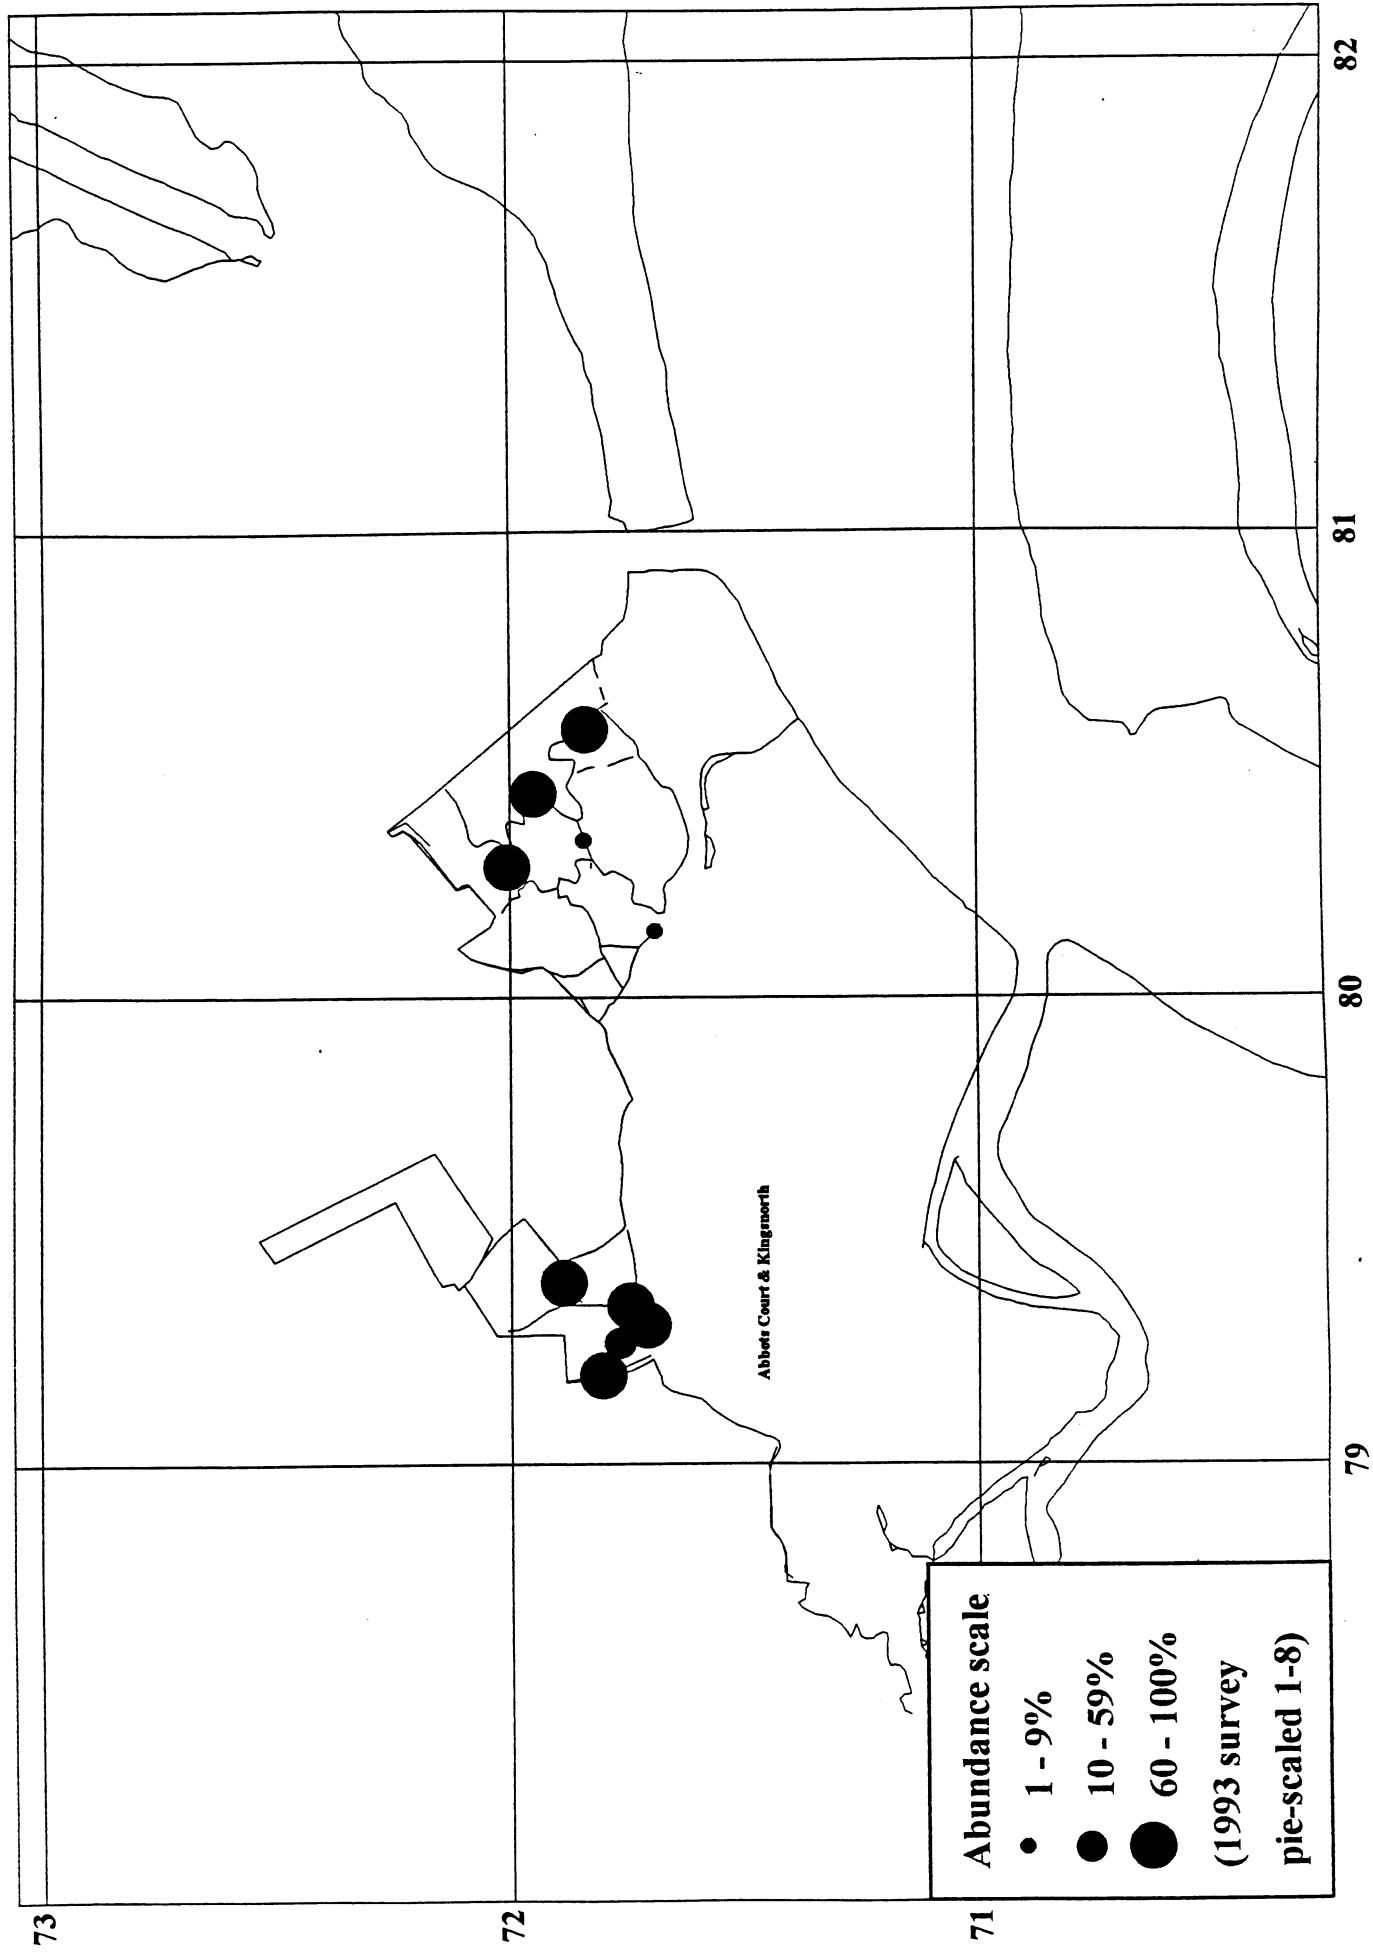 73
72
71
Abbots Court & Kingsnorth
Abundance scale
1 - 9%
10 - 59%
60 - 100%
(1993 survey
pie-scaled 1-8)
79
80
81
82